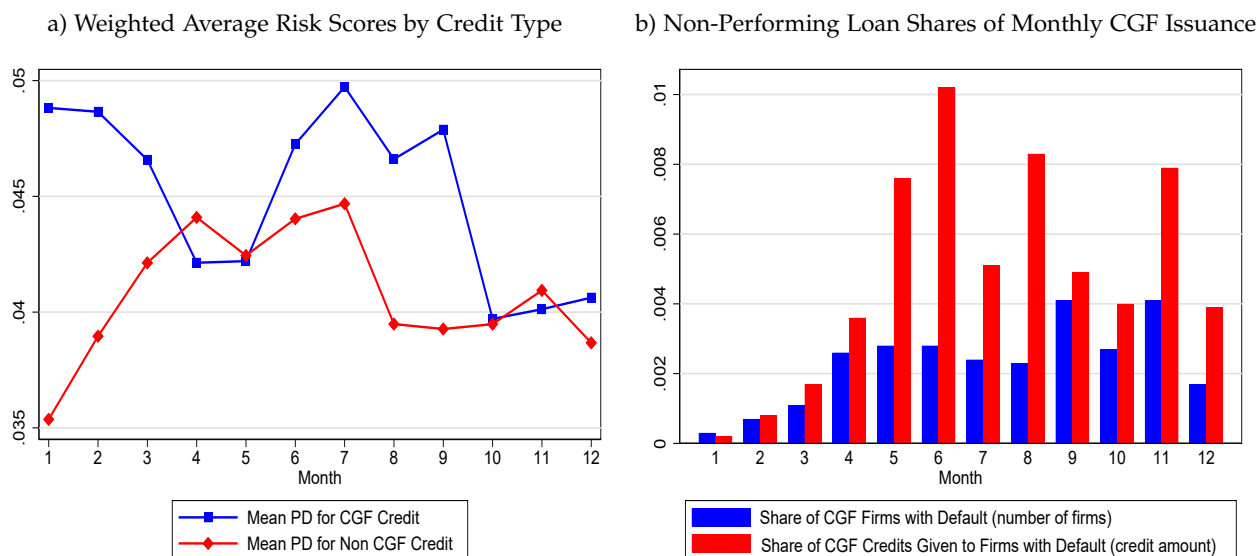 a) Weighted Average Risk Scores by Credit Type
.05
.045
.04
.035
1 2 3 4 5 6 7 8 9 10 11 12
Month
Mean PD for CGF Credit
Mean PD for Non CGF Credit
b) Non-Performing Loan Shares of Monthly CGF Issuance
.01
.008
.006
.004
.002
0
1 2 3 4 5 6 7 8 9 10 11 12
Month
Share of CGF Firms with Default (number of firms)
Share of CGF Credits Given to Firms with Default (credit amount)